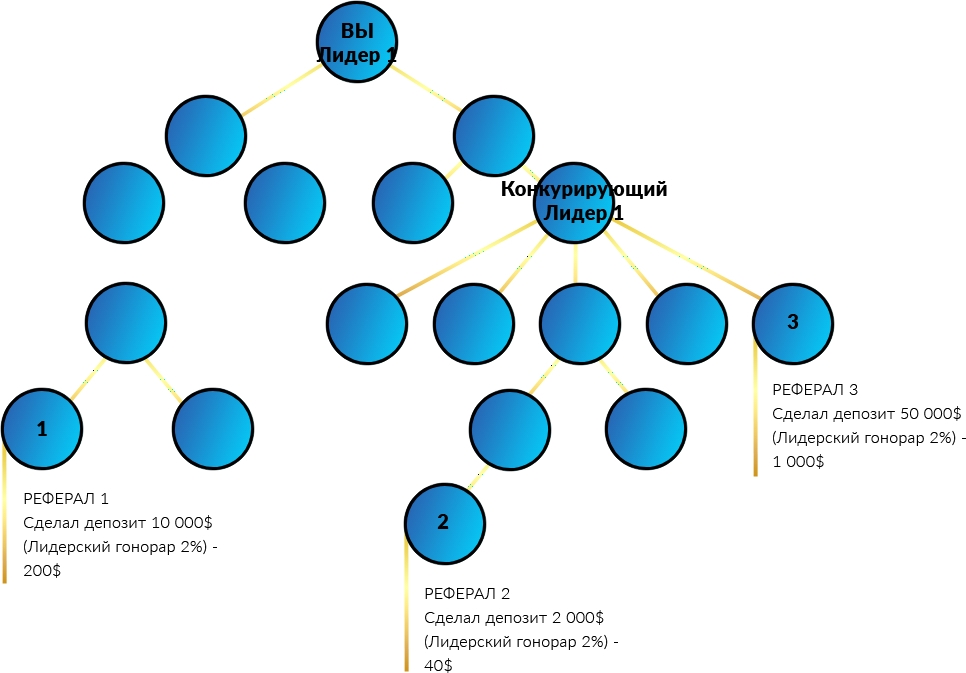 ВЫ
Лидер 1
Конкурирующий
Лидер 1
3
РЕФЕРАЛ 3
Сделал депозит 50 000$
(Лидерский гонорар 2%) -
1 000$
1
РЕФЕРАЛ 1
Сделал депозит 10 000$
(Лидерский гонорар 2%) -
200$
2
РЕФЕРАЛ 2
Сделал депозит 2 000$
(Лидерский гонорар 2%) -
40$